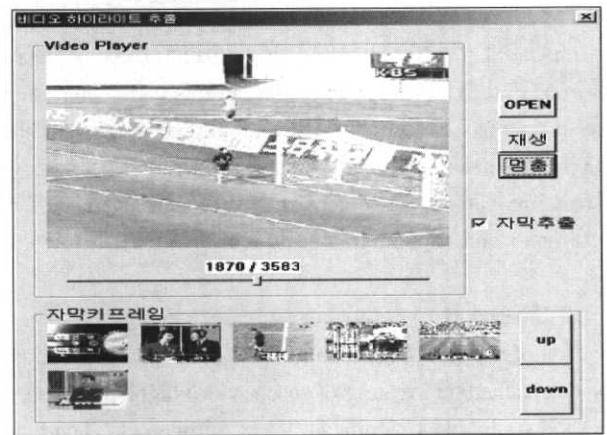 비디오 하이라이트 추출
Video Player
KBS
OPEN
재생
멈춤
자막추출
1870 / 3583
자막키프레임
up
down